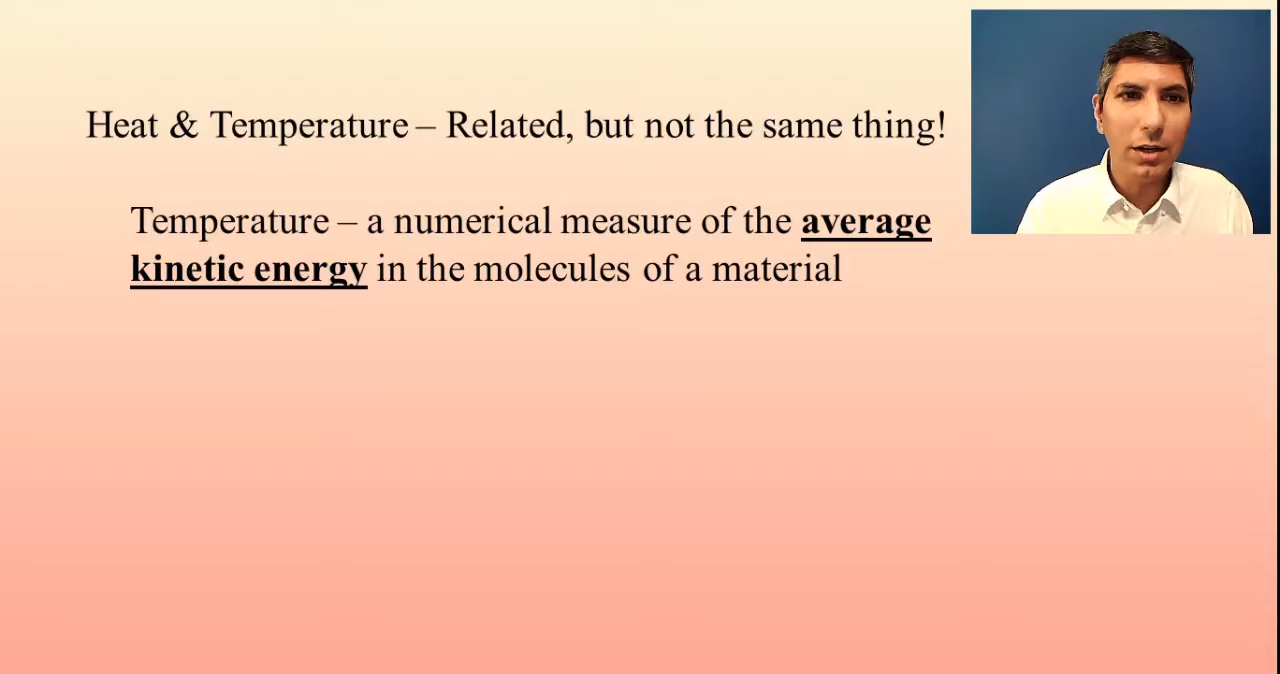 Heat & Temperature – Related, but not the same thing!
Temperature – a numerical measure of the average
kinetic energy in the molecules of a material